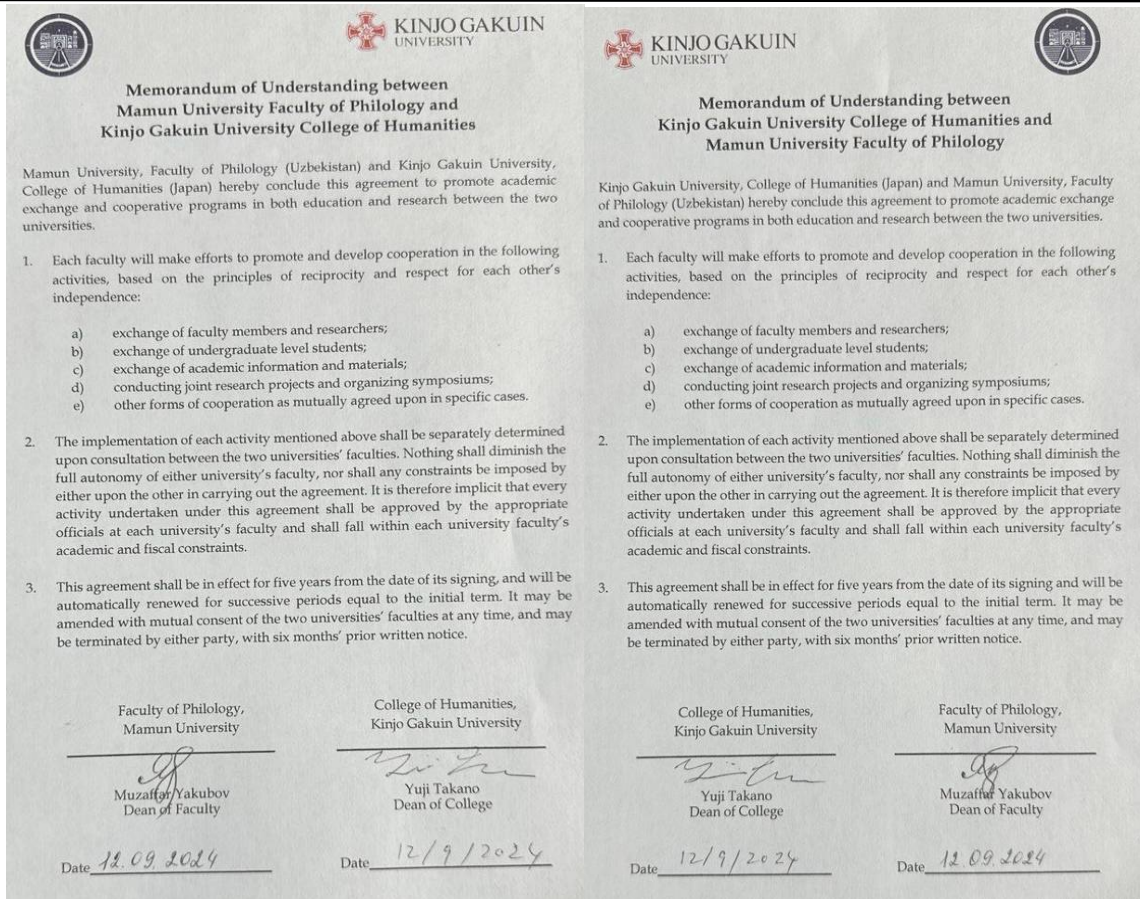 KINJO GAKUIN
UNIVERSITY
Memorandum of Understanding between
Mamun University Faculty of Philology and
Kinjo Gakuin University College of Humanities
Mamun University, Faculty of Philology (Uzbekistan) and Kinjo Gakuin University,
College of Humanities (Japan) hereby conclude this agreement to promote academic
exchange and cooperative programs in both education and research between the two
universities.
1. Each faculty will make efforts to promote and develop cooperation in the following
activities, based on the principles of reciprocity and respect for each other's
independence:
a) exchange of faculty members and researchers;
b) exchange of undergraduate level students;
c) exchange of academic information and materials;
d) conducting joint research projects and organizing symposiums;
e) other forms of cooperation as mutually agreed upon in specific cases.
2. The implementation of each activity mentioned above shall be separately determined
upon consultation between the two universities' faculties. Nothing shall diminish the
full autonomy of either university's faculty, nor shall any constraints be imposed by
either upon the other in carrying out the agreement. It is therefore implicit that every
activity undertaken under this agreement shall be approved by the appropriate
officials at each university's faculty and shall fall within each university faculty's
academic and fiscal constraints.
3. This agreement shall be in effect for five years from the date of its signing, and will be
automatically renewed for successive periods equal to the initial term. It may be
amended with mutual consent of the two universities' faculties at any time, and may
be terminated by either party, with six months' prior written notice.
Faculty of Philology,
Mamun University
Muzaffar Yakubov
Dean of Faculty
Date 12.09.2024
College of Humanities,
Kinjo Gakuin University
Yuji Takano
Dean of College
Date 12/9/2024
KINJO GAKUIN
UNIVERSITY
Memorandum of Understanding between
Kinjo Gakuin University College of Humanities and
Mamun University Faculty of Philology
Kinjo Gakuin University, College of Humanities (Japan) and Mamun University, Faculty
of Philology (Uzbekistan) hereby conclude this agreement to promote academic exchange
and cooperative programs in both education and research between the two universities.
1. Each faculty will make efforts to promote and develop cooperation in the following
activities, based on the principles of reciprocity and respect for each other's
independence:
a) exchange of faculty members and researchers;
b) exchange of undergraduate level students;
c) exchange of academic information and materials;
d) conducting joint research projects and organizing symposiums;
e) other forms of cooperation as mutually agreed upon in specific cases.
2. The implementation of each activity mentioned above shall be separately determined
upon consultation between the two universities' faculties. Nothing shall diminish the
full autonomy of either university's faculty, nor shall any constraints be imposed by
either upon the other in carrying out the agreement. It is therefore implicit that every
activity undertaken under this agreement shall be approved by the appropriate
officials at each university's faculty and shall fall within each university faculty's
academic and fiscal constraints.
3. This agreement shall be in effect for five years from the date of its signing and will be
automatically renewed for successive periods equal to the initial term. It may be
amended with mutual consent of the two universities' faculties at any time, and may
be terminated by either party, with six months' prior written notice.
College of Humanities,
Kinjo Gakuin University
Yuji Takano
Dean of College
Date 12/9/2024
Faculty of Philology,
Mamun University
Muzaffar Yakubov
Dean of Faculty
Date 12.09.2024